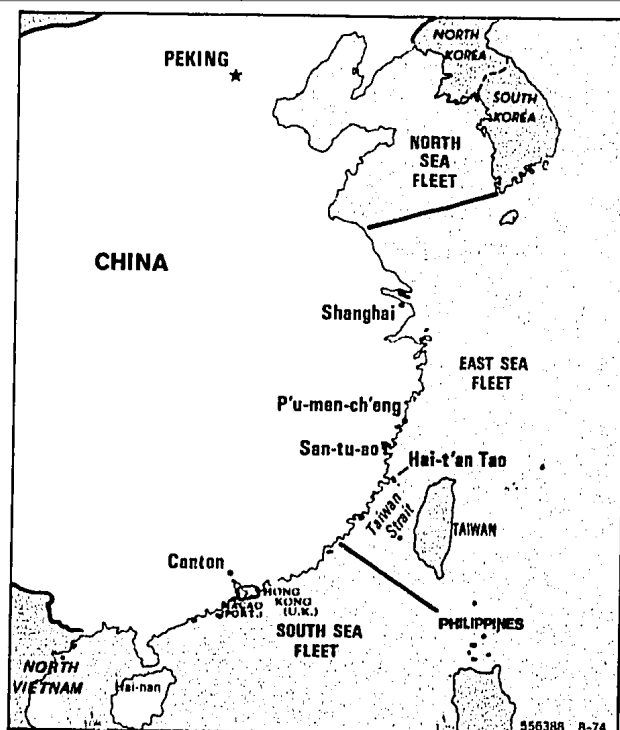 NORTH
KOREA
PEKING
SOUTH
KOREA
NORTH
SEA
FLEET
CHINA
Shanghai
EAST SEA
FLEET
P'u-men-ch'eng
San-tu-ao
Hai-t'an Tao
Taiwan
Strait
TAIWAN
Canton
HONG
KONG
(U.K.)
MACAO
(PORT.)
SOUTH SEA
FLEET
PHILIPPINES
NORTH
VIETNAM
Hai-nan
556388 8-74